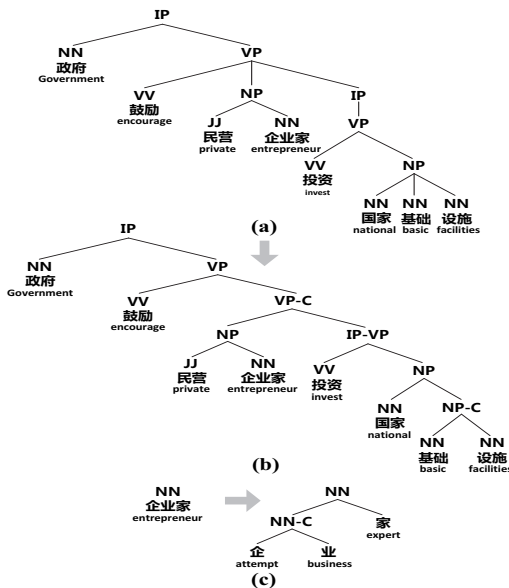 IP
NN VP
政府
Government
VV NP IP
鼓励
encourage
JJ NN VP
民营 企业家
private entrepreneur
VV NP
投资
invest
NN NN NN
国家 基础 设施
national basic facilities
(a)
IP
NN VP
政府
Government
VV VP-C
鼓励
encourage
NP IP-VP
JJ NN VV NP
民营 企业家 投资
private entrepreneur invest
NN NP-C
国家
national
NN NN
基础 设施
basic facilities
(b)
NN NN
企业家
entrepreneur
NN-C 家
expert
企 业
attempt business
(c)